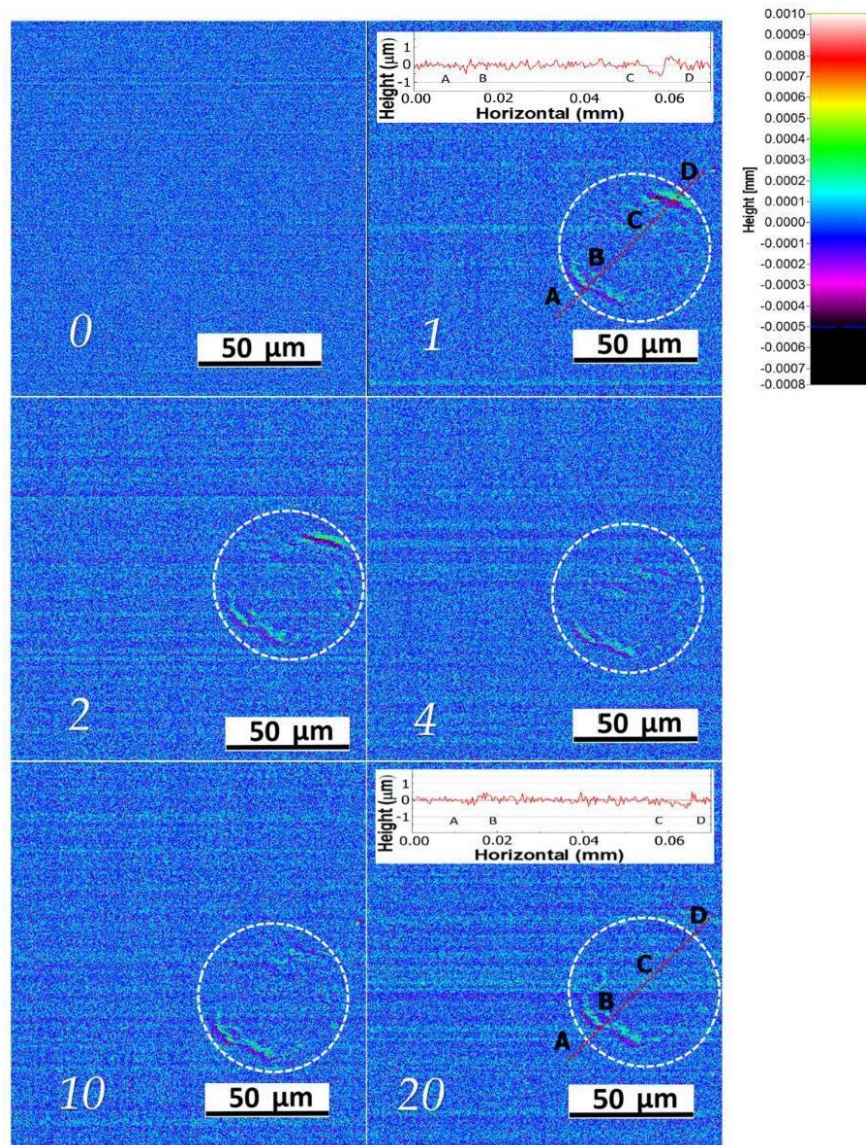 0
50 μm
Height (μm)
1
0
-1
A B C D
0.00 0.02 0.04 0.06
Horizontal (mm)
D
C
B
A
1
50 μm
0.0010
0.0009
0.0008
0.0007
0.0006
0.0005
0.0004
0.0003
0.0002
0.0001
0.0000
-0.0001
-0.0002
-0.0003
-0.0004
-0.0005
-0.0006
-0.0007
-0.0008
Height [mm]
2
50 μm
4
50 μm
10
50 μm
Height (μm)
1
0
-1
A B C D
0.00 0.02 0.04 0.06
Horizontal (mm)
D
C
B
A
20
50 μm